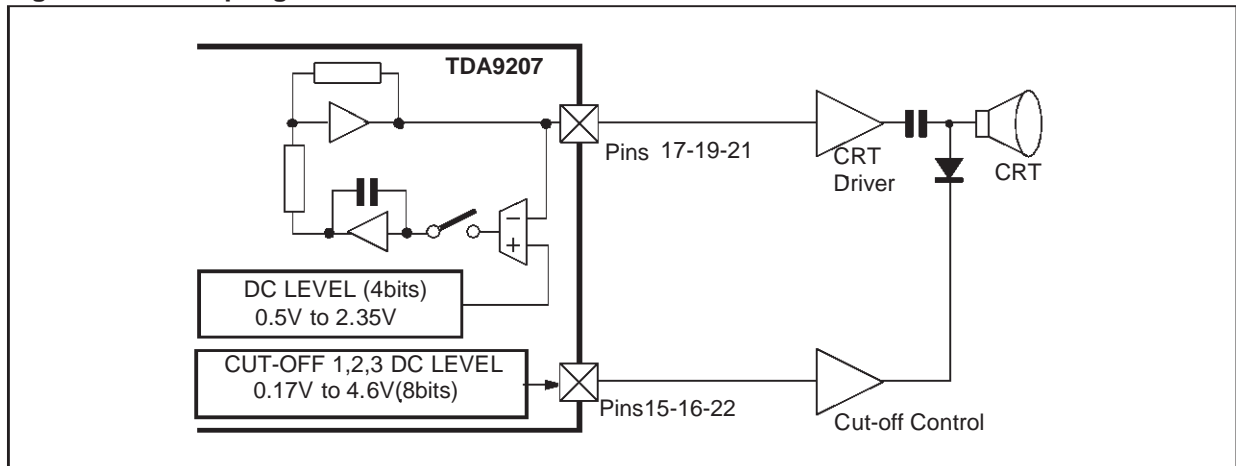 TDA9207
Pins 17-19-21
CRT
Driver
CRT
−
+
DC LEVEL (4bits)
0.5V to 2.35V
CUT-OFF 1,2,3 DC LEVEL
0.17V to 4.6V(8bits)
Pins15-16-22
Cut-off Control